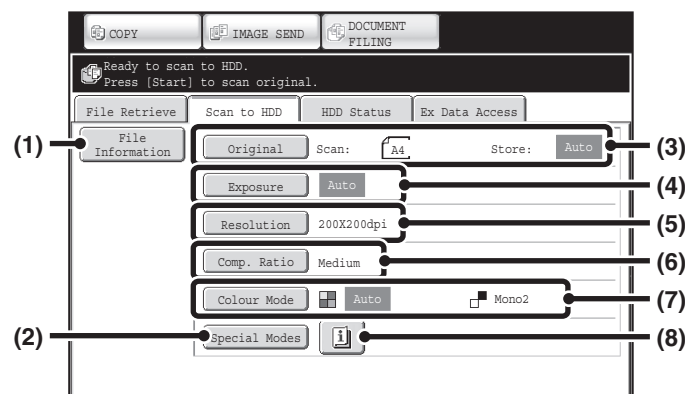 COPY
IMAGE SEND
DOCUMENT
FILING
Ready to scan to HDD.
Press [Start] to scan original.
File Retrieve
Scan to HDD
HDD Status
Ex Data Access
(1)
File
Information
Original
Scan:
A4
Store:
Auto
(3)
Exposure
Auto
(4)
Resolution
200X200dpi
(5)
Comp. Ratio
Medium
(6)
Colour Mode
Auto
Mono2
(7)
(2)
Special Modes
(8)